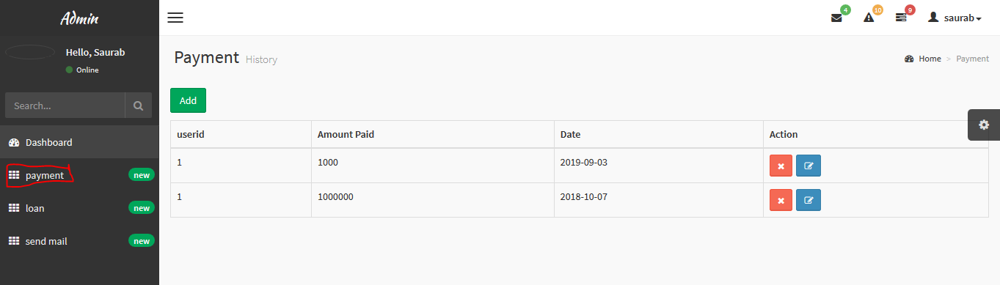 Admin
4 10 9 saurab
Hello, Saurab
Online
Payment History
Home > Payment
Search...
Add
Dashboard
payment new
loan new
send mail new
userid Amount Paid Date Action
1 1000 2019-09-03
1 1000000 2018-10-07